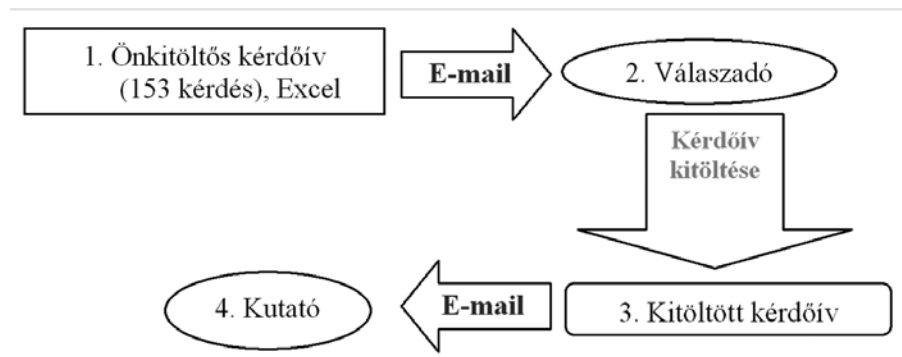 1. Önkitöltős kérdőív
(153 kérdés), Excel
E-mail
2. Válaszadó
Kérdőív
kitöltése
3. Kitöltött kérdőív
E-mail
4. Kutató